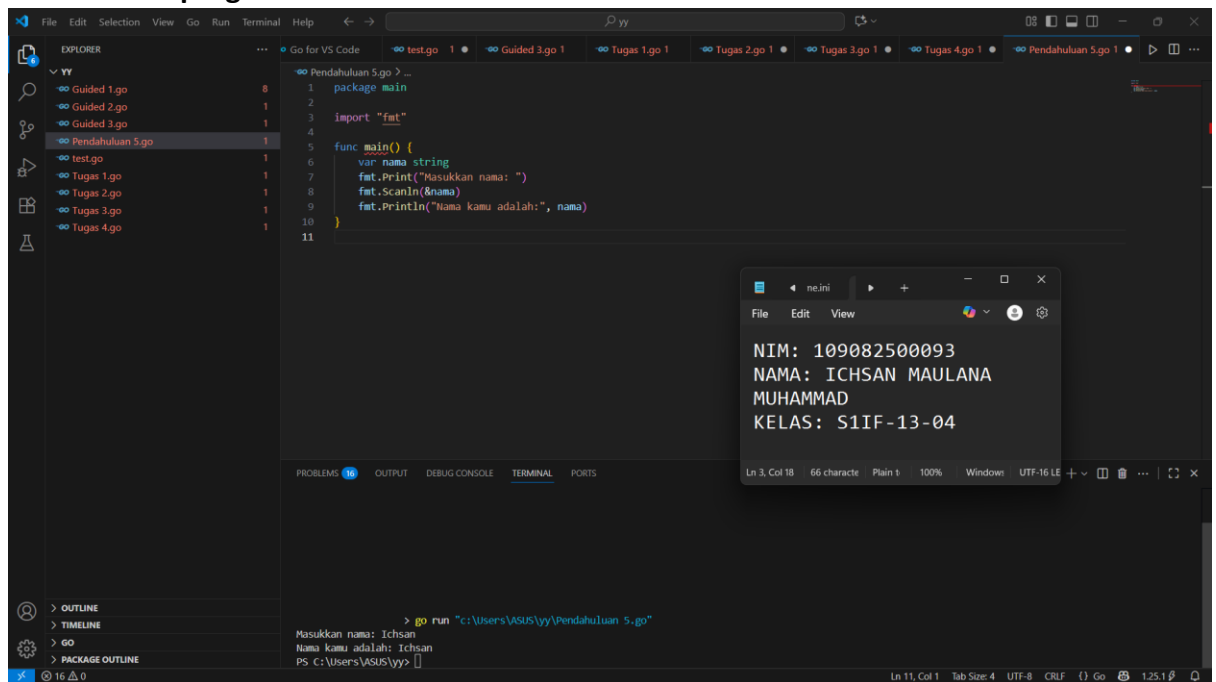 File Edit Selection View Go Run Terminal Help yy
EXPLORER
Go for VS Code test.go 1 Guided 3.go 1 Tugas 1.go 1 Tugas 2.go 1 Tugas 3.go 1 Tugas 4.go 1 Pendahuluan 5.go 1
YY
Guided 1.go 8
Guided 2.go 1
Guided 3.go 1
Pendahuluan 5.go 1
test.go 1
Tugas 1.go 1
Tugas 2.go 1
Tugas 3.go 1
Tugas 4.go 1
6
Pendahuluan 5.go > ...
1 package main
2
3 import "fmt"
4
5 func main() {
6 var nama string
7 fmt.Print("Masukkan nama: ")
8 fmt.Scanln(&nama)
9 fmt.Println("Nama kamu adalah:", nama)
10 }
11
ne.ini
File Edit View
NIM: 109082500093
NAMA: ICHSAN MAULANA
MUHAMMAD
KELAS: S1IF-13-04
Ln 3, Col 18 66 characte Plain t 100% Windows UTF-16 LE
PROBLEMS 16 OUTPUT DEBUG CONSOLE TERMINAL PORTS
> go run "c:\Users\ASUS\yy\Pendahuluan 5.go"
Masukkan nama: Ichsan
Nama kamu adalah: Ichsan
PS C:\Users\ASUS\yy>
OUTLINE
TIMELINE
GO
PACKAGE OUTLINE
16 0 Ln 11, Col 1 Tab Size: 4 UTF-8 CRLF {} Go 1.25.1